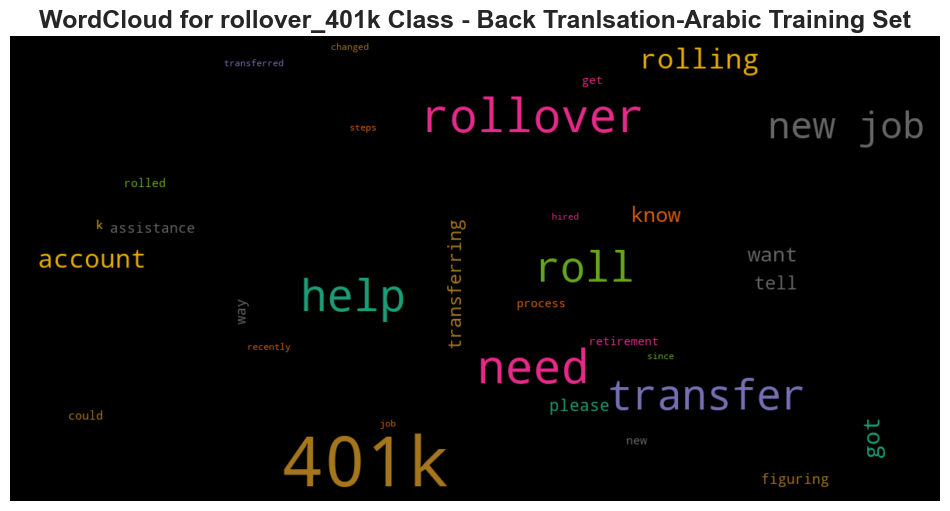 WordCloud for rollover_401k Class - Back Tranlsation-Arabic Training Set
changed
transferred
rolling
get
rollover
new job
steps
rolled
hired
know
k
assistance
account
transferring
roll
want
tell
help
way
process
recently
retirement
since
need
transfer
please
could
job
got
new
401k
figuring